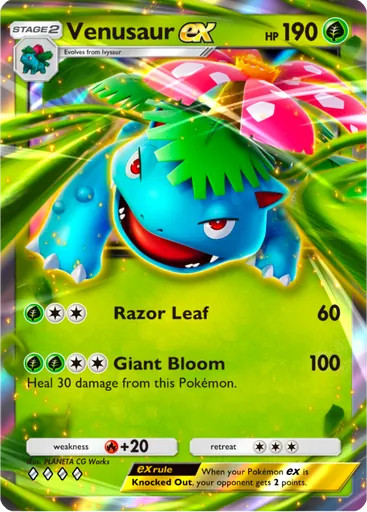 STAGE 2 Venusaur ex HP 190
Evolves from Ivysaur
Razor Leaf 60
Giant Bloom 100
Heal 30 damage from this Pokémon.
weakness +20 retreat
Illus. PLANETA CG Works
ex rule When your Pokémon ex is
Knocked Out, your opponent gets 2 points.